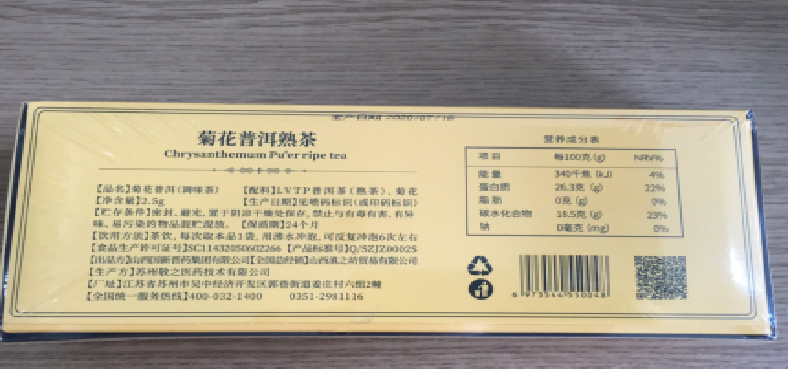 生产日期 2020/07/16
菊花普洱熟茶
Chrysanthemum Pu'er ripe tea
【品名】菊花普洱(调味茶) 【配料】LVTP普洱茶(熟茶)、菊花
【净含量】2.5g 【生产日期】见喷码标识(或印码标识)
【贮存条件】密封、避光、置于阴凉干燥处保存,禁止与有毒有害、有异
味、易污染的物品混贮混放。【保质期】24个月
【饮用方法】茶饮,每次取本品1袋,用沸水冲泡,可反复冲泡6次左右
【食品生产许可证号】SC11432050602266 【产品标准号】Q/SZJZ0002S
【出品方】山西国新晋药集团有限公司【全国总经销】山西滇之站贸易有限公司
【生产方】苏州敬之医药技术有限公司
【厂址】江苏省苏州市吴中经济开发区郭巷街道姜庄村六组2幢
【全国统一服务热线】400-032-1400 0351-2981116
营养成分表
项目 每100克(g) NRV%
能量 340千焦(kJ) 4%
蛋白质 26.3克(g) 22%
脂肪 0克(g) 0%
碳水化合物 18.5克(g) 23%
钠 0毫克(mg) 0%